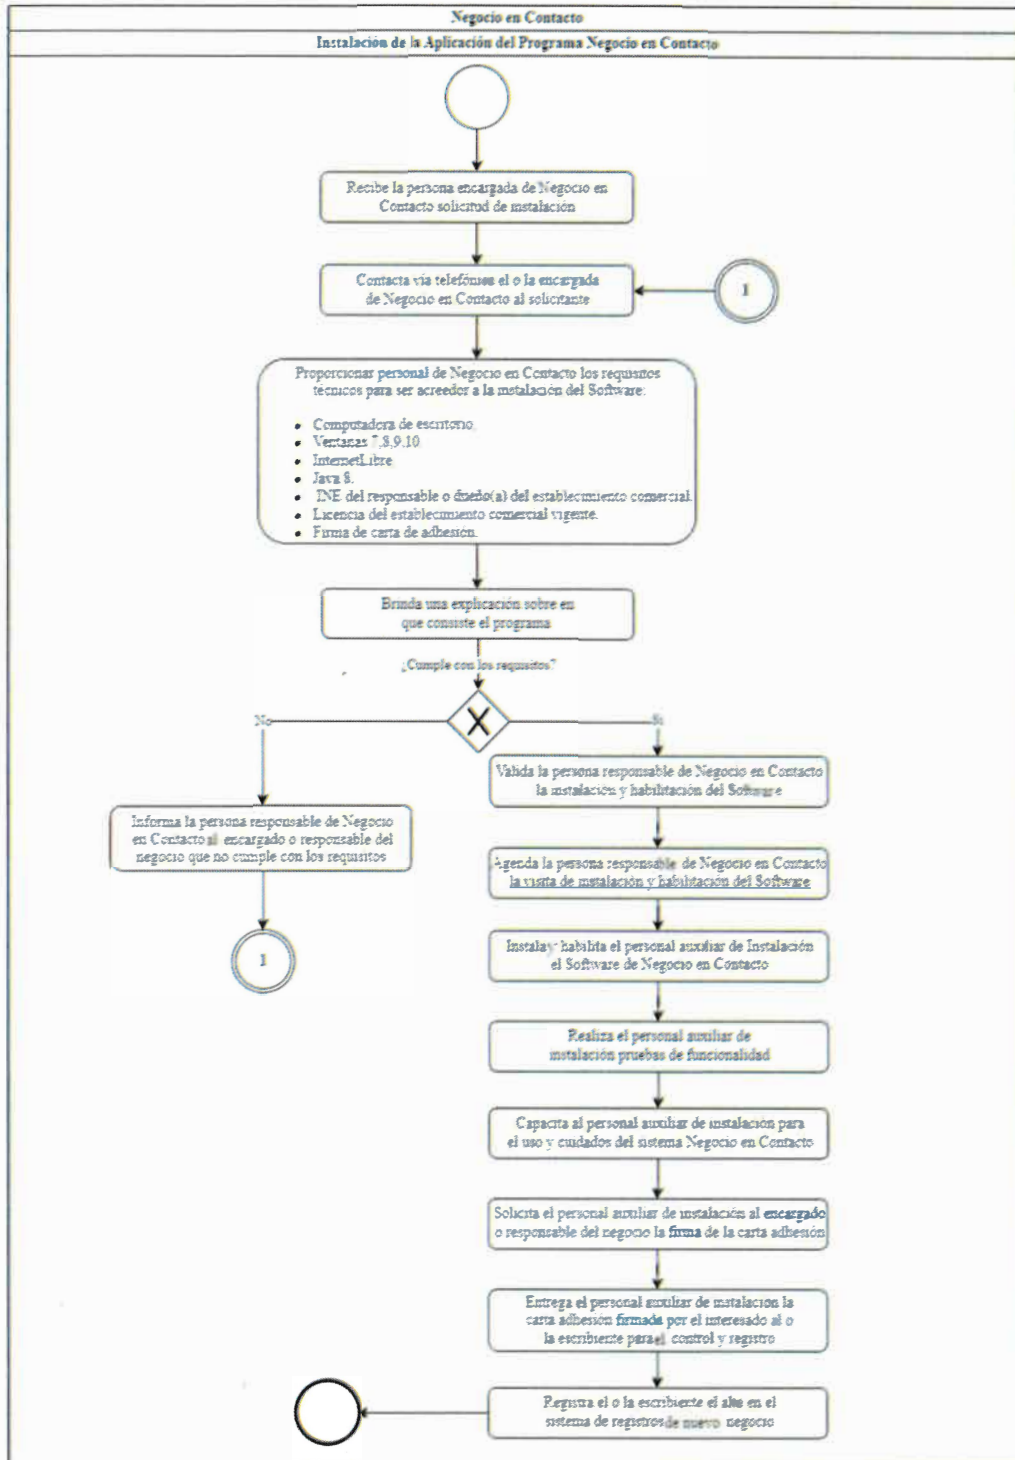 Negocio en Contacto
Instalación de la Aplicación del Programa Negocio en Contacto
Recibe la persona encargada de Negocio en
Contacto solicitud de instalación
Contacta via telefónica el o la encargada
de Negocio en Contacto al solicitante
1
Proporcionar personal de Negocio en Contacto los requisitos
técnicos para ser acreedor a la instalación del Software:
• Computadora de escritorio.
• Ventanas 7,8,9,10
• InternetLibre
• Java 8.
• INE del responsable o dueño(a) del establecimiento comercial.
• Licencia del establecimiento comercial vigente.
• Firma de carta de adhesión.
Brinda una explicación sobre en
que consiste el programa
¿Cumple con los requisitos?
No
Si
Valida la persona responsable de Negocio en Contacto
la instalación y habilitación del Software
Informa la persona responsable de Negocio
en Contacto al encargado o responsable del
negocio que no cumple con los requisitos
Agenda la persona responsable de Negocio en Contacto
la visita de instalación y habilitación del Software
1
Instala y habilita el personal auxiliar de Instalación
el Software de Negocio en Contacto
Realiza el personal auxiliar de
instalación pruebas de funcionalidad
Capacita al personal auxiliar de instalación para
el uso y cuidados del sistema Negocio en Contacto
Solicita el personal auxiliar de instalación al encargado
o responsable del negocio la firma de la carta adhesión
Entrega el personal auxiliar de instalación la
carta adhesión firmada por el interesado al o
la escribiente para el control y registro
Registra el o la escribiente el alta en el
sistema de registros de nuevo negocio